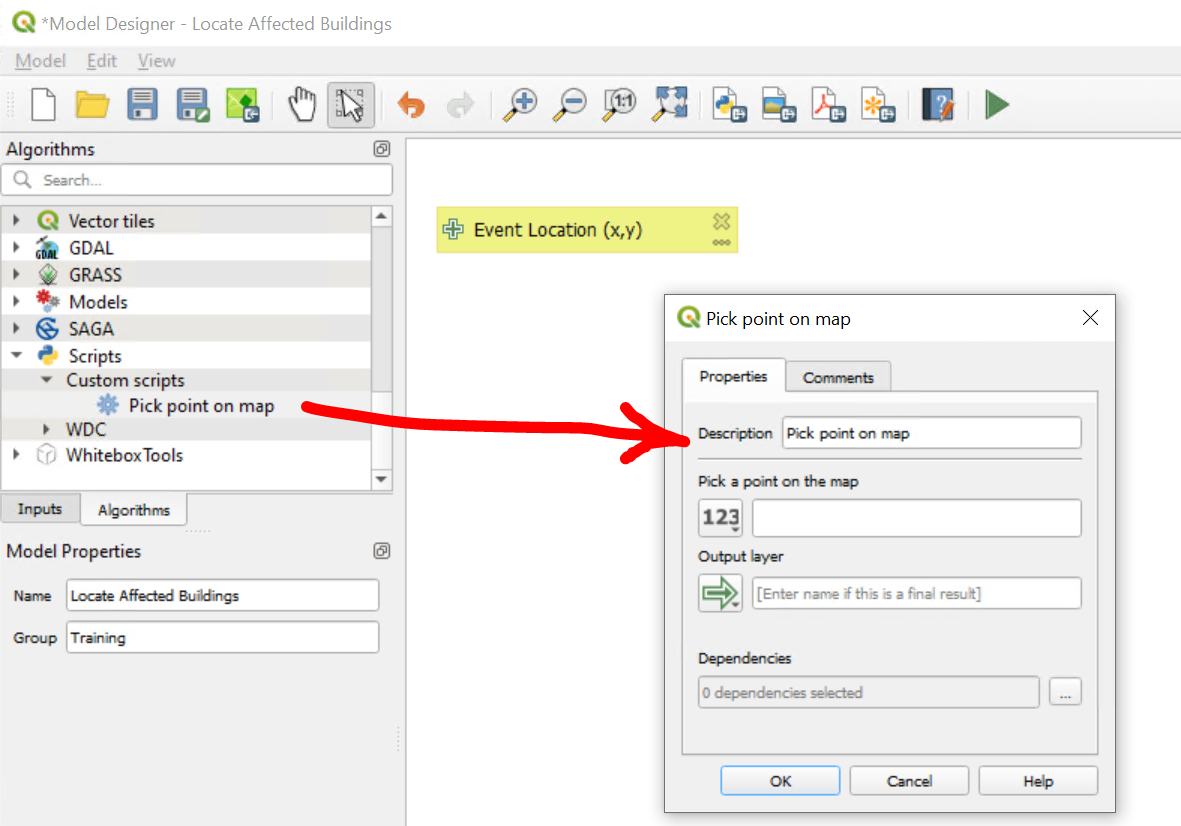 *Model Designer - Locate Affected Buildings
Model Edit View
1:1
Algorithms
Search...
Vector tiles
GDAL GDAL
GRASS
Models
SAGA
Scripts
Custom scripts
Pick point on map
WDC
WhiteboxTools
Inputs Algorithms
Model Properties
Name Locate Affected Buildings
Group Training
Event Location (x,y)
Pick point on map
Properties Comments
Description Pick point on map
Pick a point on the map
123
Output layer
[Enter name if this is a final result]
Dependencies
0 dependencies selected ...
OK Cancel Help